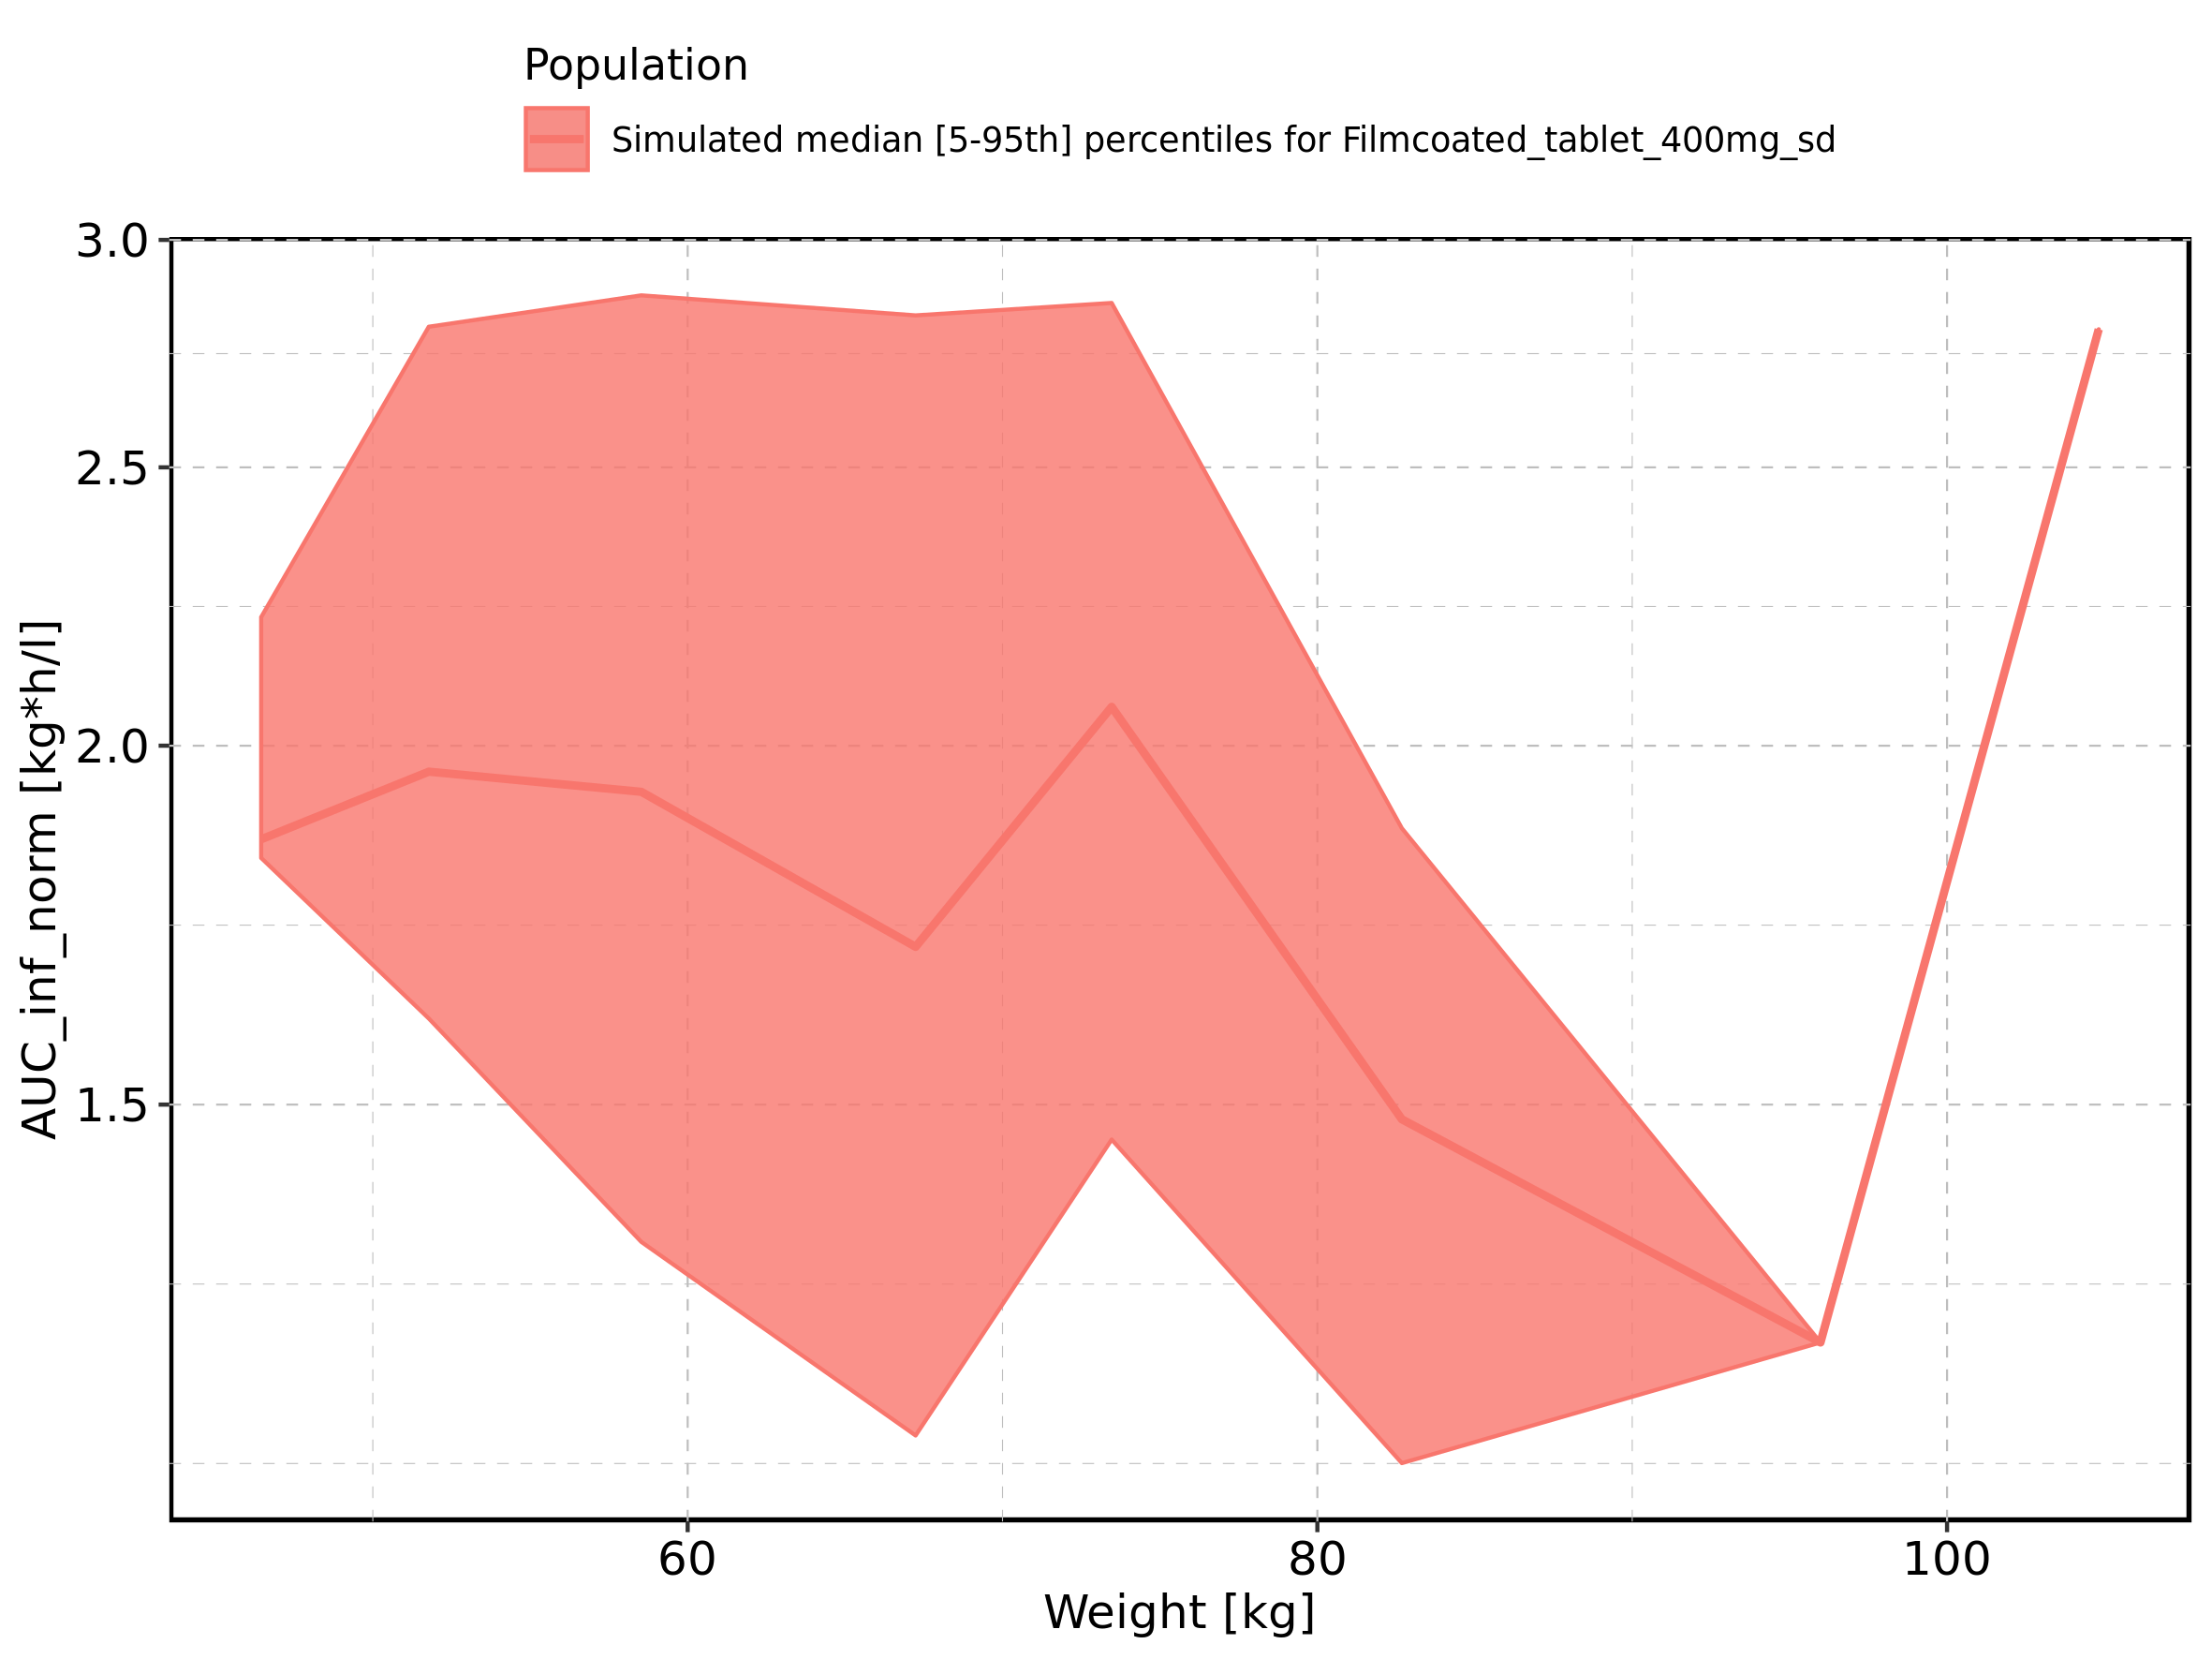 Population
Simulated median [5-95th] percentiles for Filmcoated_tablet_400mg_sd
3.0
2.5
2.0
1.5
AUC_inf_norm [kg*h/l]
60 80 100
Weight [kg]